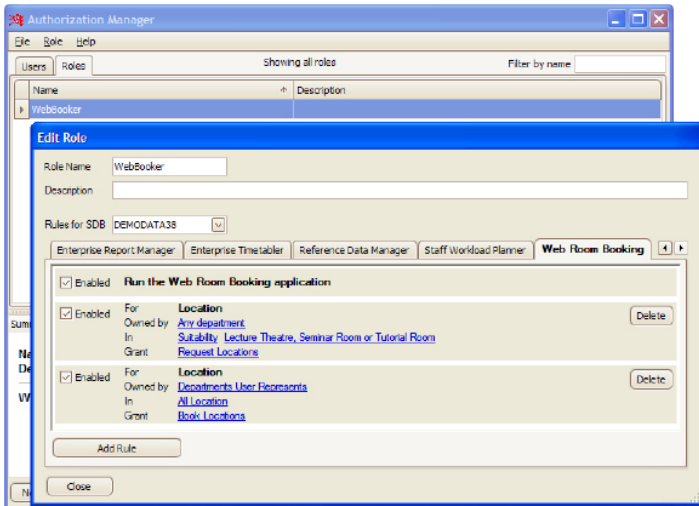 Authorization Manager
File Role Help
Users Roles Showing all roles Filter by name
Name Description
WebBooker
Edit Role
Role Name WebBooker
Description
Rules for SDB DEMODATA38
Enterprise Report Manager Enterprise Timetabler Reference Data Manager Staff Workload Planner Web Room Booking
Enabled Run the Web Room Booking application
Enabled For Location
Owned by Any department
In Suitability Lecture Theatre, Seminar Room or Tutorial Room
Grant Request Locations
Delete
Enabled For Location
Owned by Departments User Represents
In All Location
Grant Book Locations
Delete
Add Rule
Close
Sum
Na
De
W
N